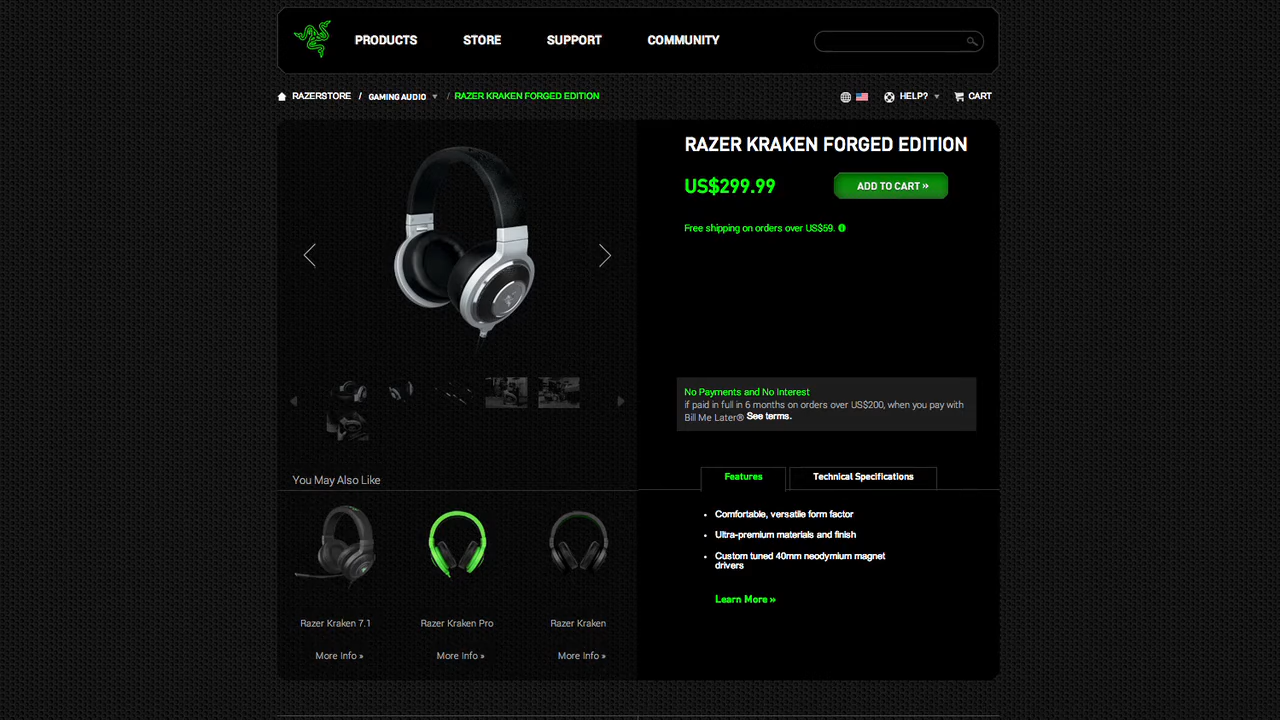 PRODUCTS STORE SUPPORT COMMUNITY
RAZERSTORE / GAMING AUDIO / RAZER KRAKEN FORGED EDITION
HELP? CART
RAZER KRAKEN FORGED EDITION
US$299.99 ADD TO CART »
Free shipping on orders over US$59.
No Payments and No Interest
if paid in full in 6 months on orders over US$200, when you pay with
Bill Me Later® See terms.
Features Technical Specifications
• Comfortable, versatile form factor
• Ultra-premium materials and finish
• Custom tuned 40mm neodymium magnet
drivers
Learn More »
You May Also Like
Razer Kraken 7.1 Razer Kraken Pro Razer Kraken
More Info » More Info » More Info »